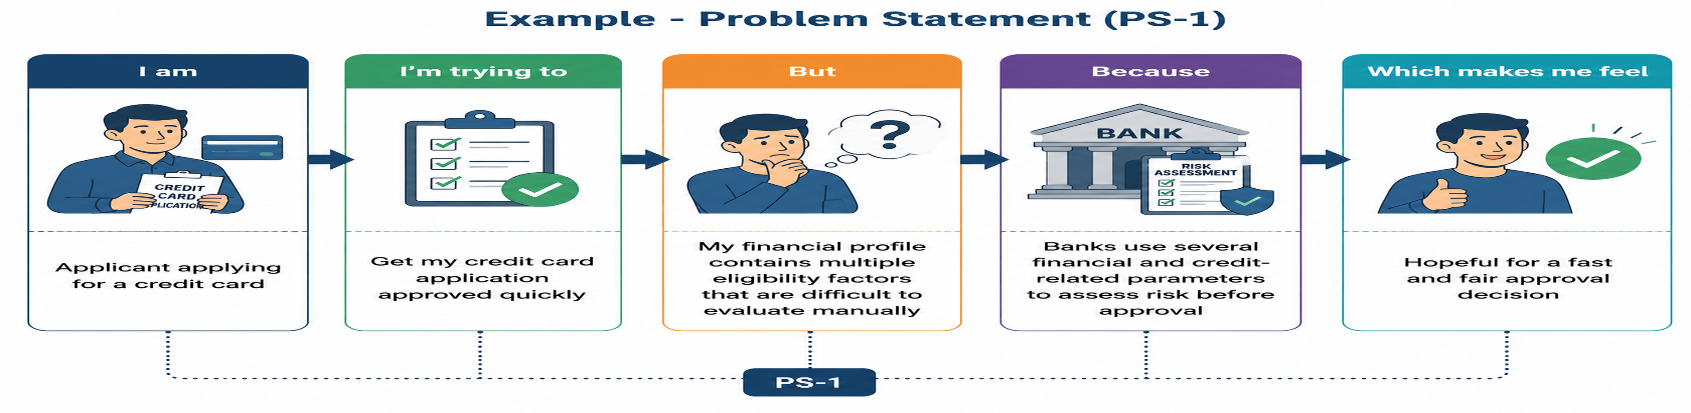 Example - Problem Statement (PS-1)
I am
I'm trying to
But
Because
Which makes me feel
CREDIT
CARD
PLICATION
?
BANK
RISK
ASSESSMENT
Applicant applying
for a credit card
Get my credit card
application
approved quickly
My financial profile
contains multiple
eligibility factors
that are difficult to
evaluate manually
Banks use several
financial and credit-
related parameters
to assess risk before
approval
Hopeful for a fast
and fair approval
decision
PS-1